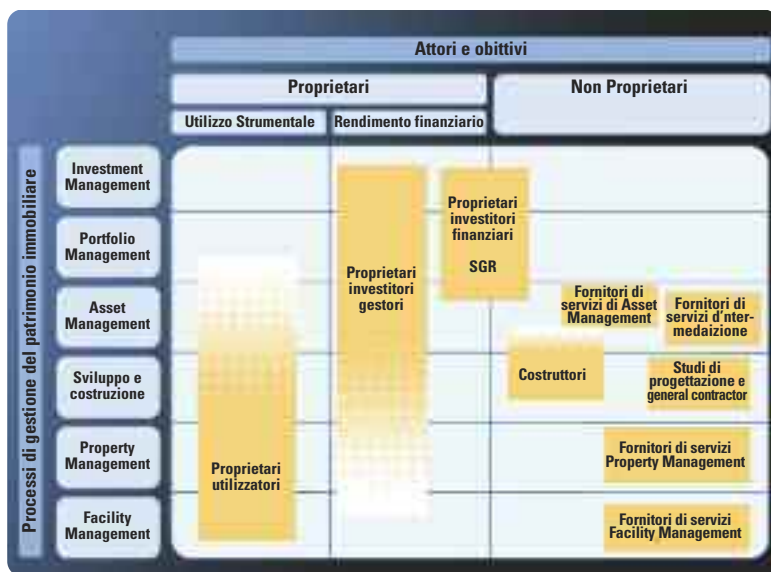 Attori e obittivi
Proprietari
Non Proprietari
Utilizzo Strumentale
Rendimento finanziario
Processi di gestione del patrimonio immobiliare
Investment
Management
Portfolio
Management
Asset
Management
Sviluppo e
costruzione
Property
Management
Facility
Management
Proprietari
utilizzatori
Proprietari
investitori
gestori
Proprietari
investitori
finanziari
SGR
Fornitori di
servizi di Asset
Management
Fornitori di
servizi d'nter-
medaizione
Costruttori
Studi di
progettazione e
general contractor
Fornitori di servizi
Property Management
Fornitori di servizi
Facility Management